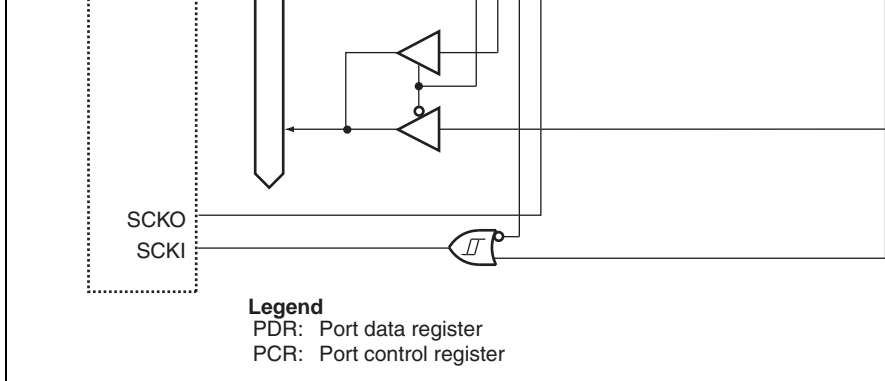 SCKO
SCKI
Legend
PDR: Port data register
PCR: Port control register